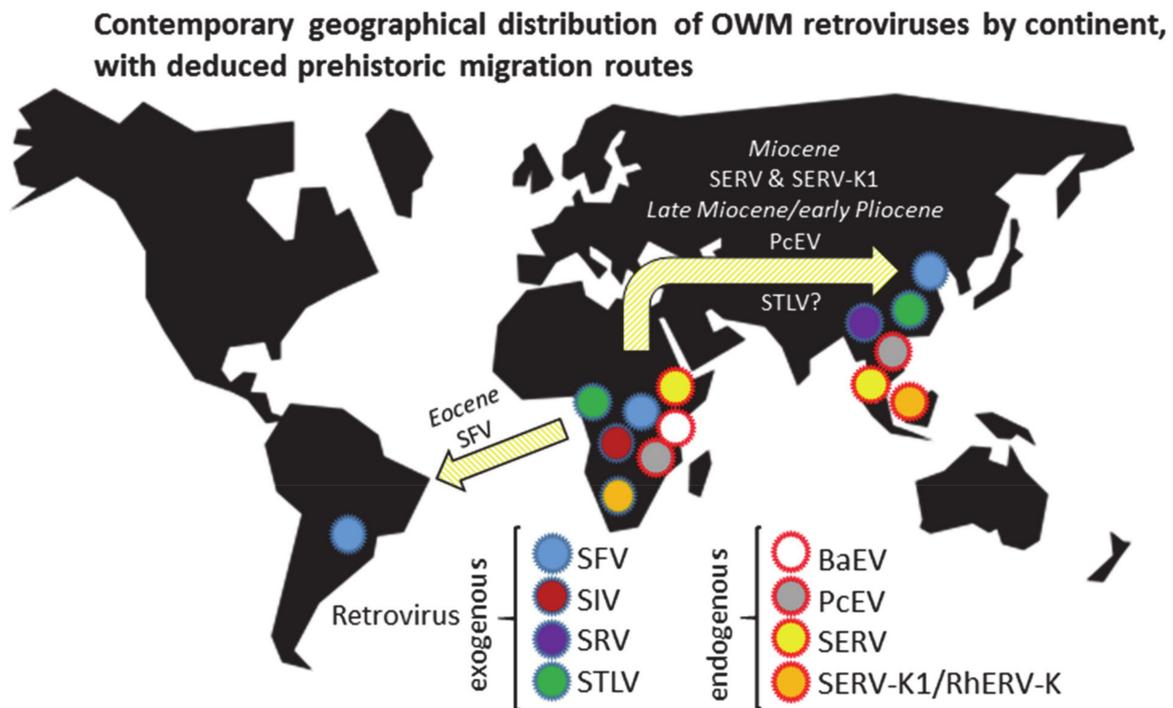 Contemporary geographical distribution of OWM retroviruses by continent,
with deduced prehistoric migration routes
Miocene
SERV & SERV-K1
Late Miocene/early Pliocene
PcEV
STLV?
Eocene
SFV
Retrovirus
exogenous
SFV
SIV
SRV
STLV
endogenous
BaEV
PcEV
SERV
SERV-K1/RhERV-K